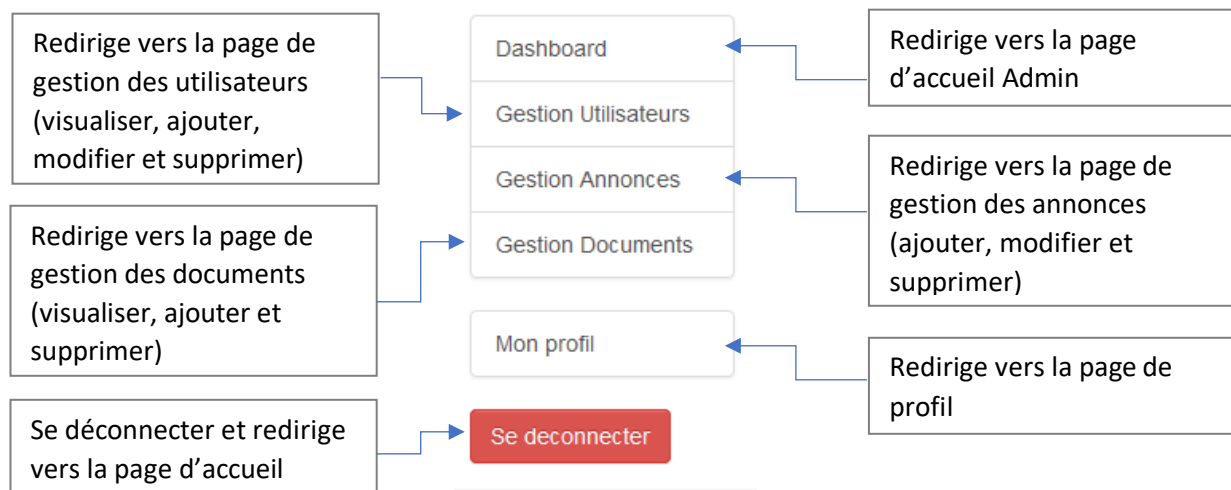 Redirige vers la page de
gestion des utilisateurs
(visualiser, ajouter,
modifier et supprimer)
Redirige vers la page de
gestion des documents
(visualiser, ajouter et
supprimer)
Se déconnecter et redirige
vers la page d’accueil
Dashboard
Gestion Utilisateurs
Gestion Annonces
Gestion Documents
Mon profil
Se deconnecter
Redirige vers la page
d’accueil Admin
Redirige vers la page de
gestion des annonces
(ajouter, modifier et
supprimer)
Redirige vers la page de
profil